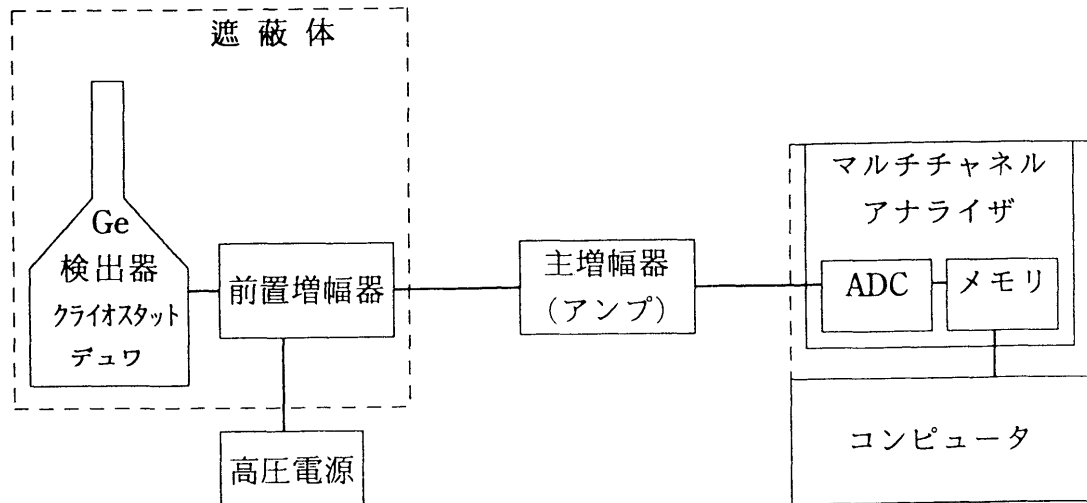 遮蔽体
Ge
検出器
クライオスタット
デュワ
前置増幅器
高圧電源
主増幅器
(アンプ)
マルチチャネル
アナライザ
ADC
メモリ
コンピュータ